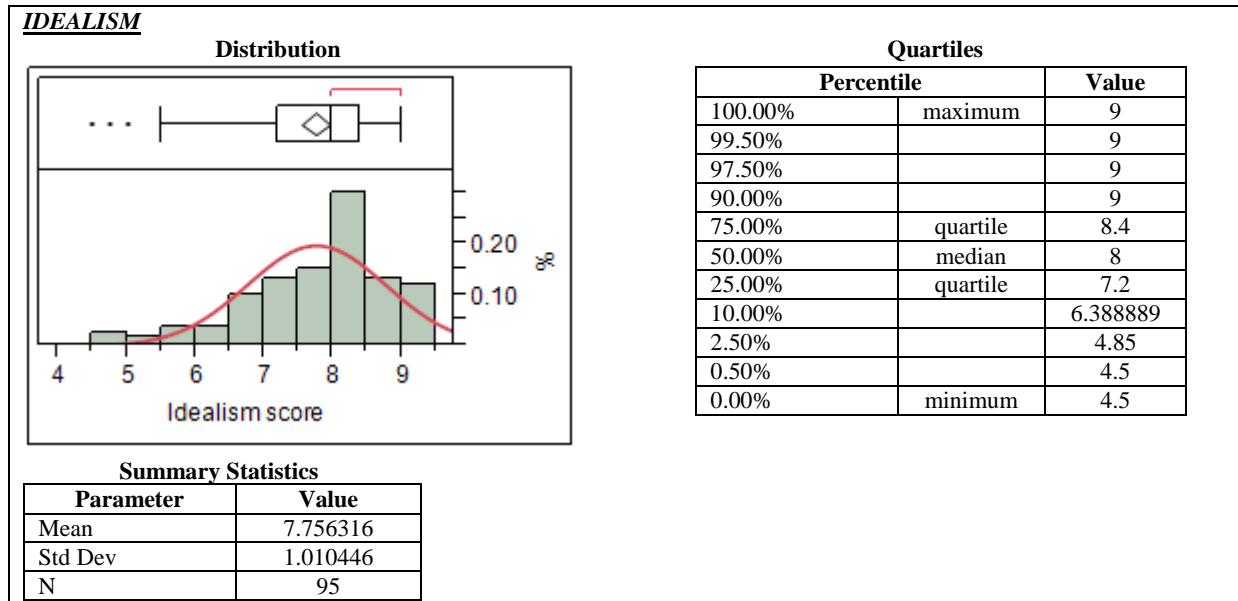 IDEALISM
Distribution
0.20
0.10
%
4 5 6 7 8 9
Idealism score
Quartiles
Percentile Value
100.00% maximum 9
99.50% 9
97.50% 9
90.00% 9
75.00% quartile 8.4
50.00% median 8
25.00% quartile 7.2
10.00% 6.388889
2.50% 4.85
0.50% 4.5
0.00% minimum 4.5
Summary Statistics
Parameter Value
Mean 7.756316
Std Dev 1.010446
N 95